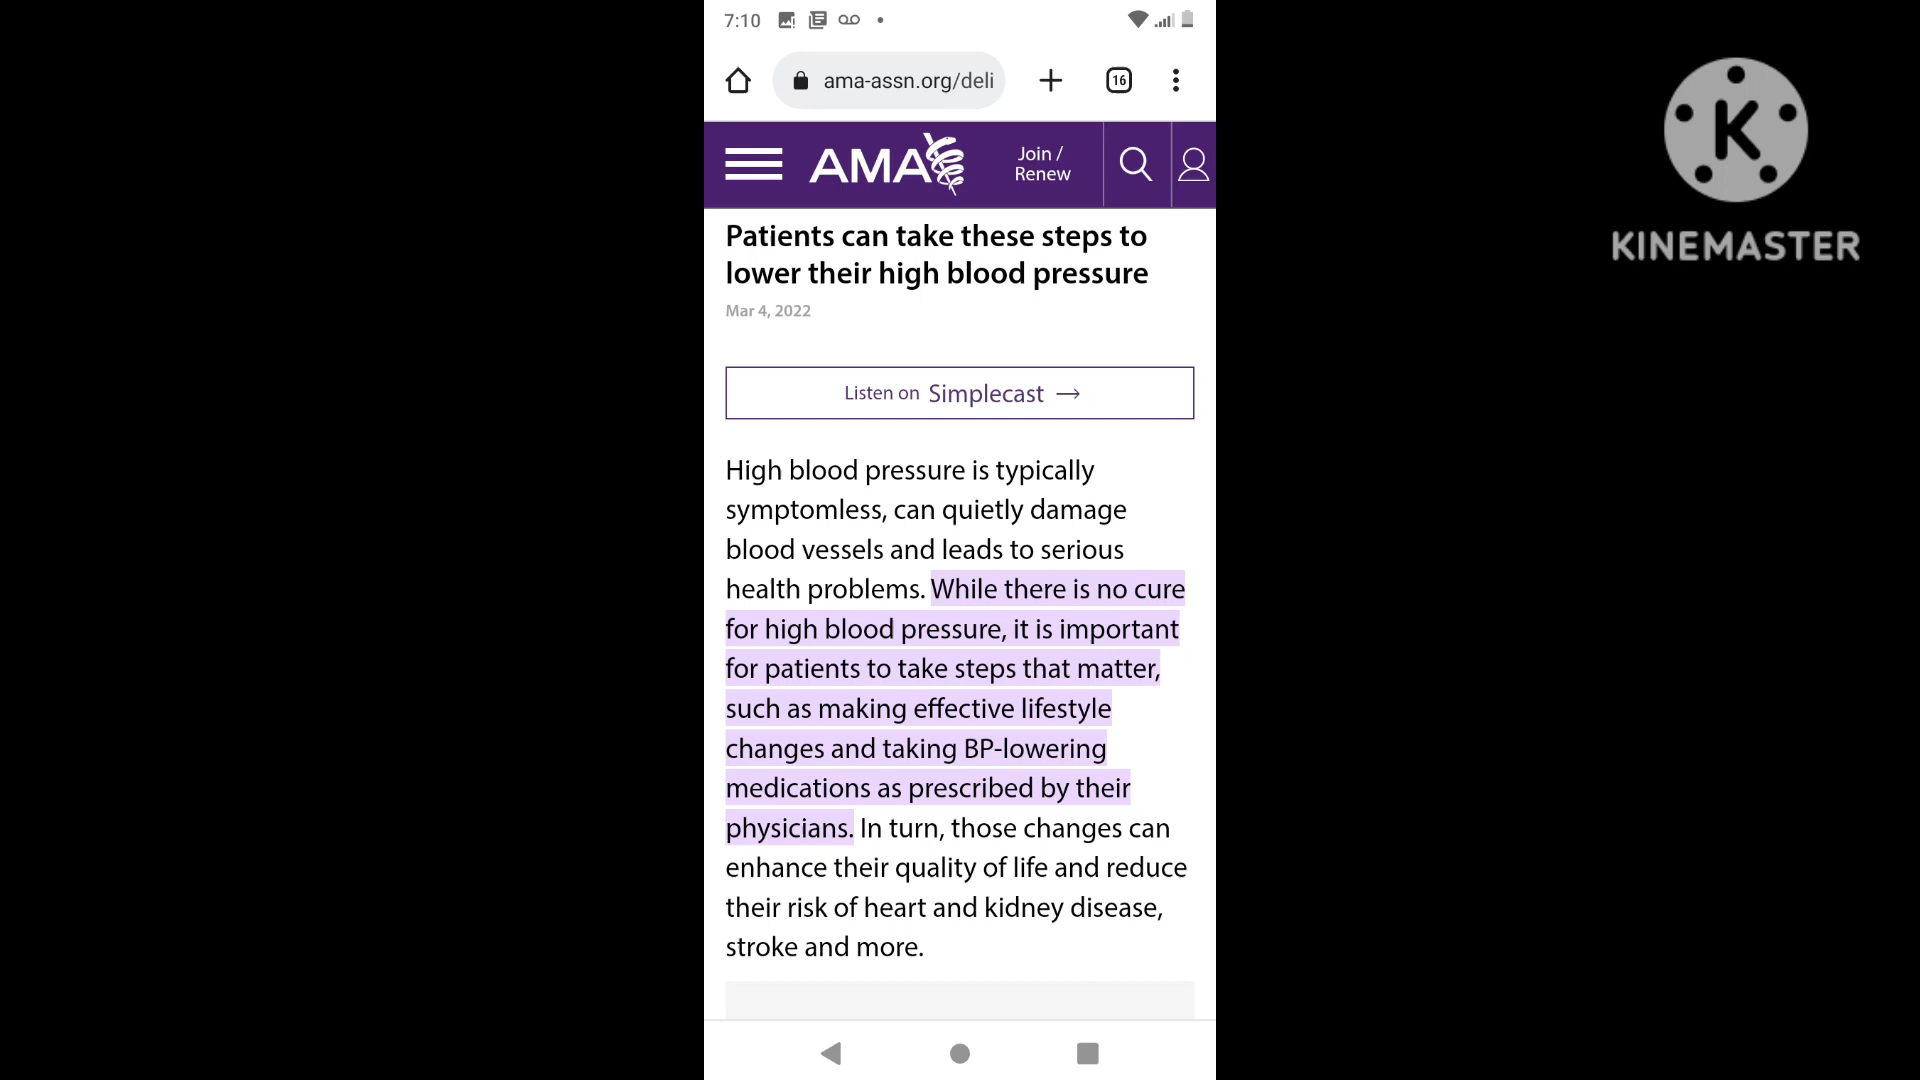 7:10
ama-assn.org/deli
16
AMA
Join /
Renew
Patients can take these steps to
lower their high blood pressure
Mar 4, 2022
Listen on Simplecast →
High blood pressure is typically
symptomless, can quietly damage
blood vessels and leads to serious
health problems. While there is no cure
for high blood pressure, it is important
for patients to take steps that matter,
such as making effective lifestyle
changes and taking BP-lowering
medications as prescribed by their
physicians. In turn, those changes can
enhance their quality of life and reduce
their risk of heart and kidney disease,
stroke and more.
K
KINEMASTER